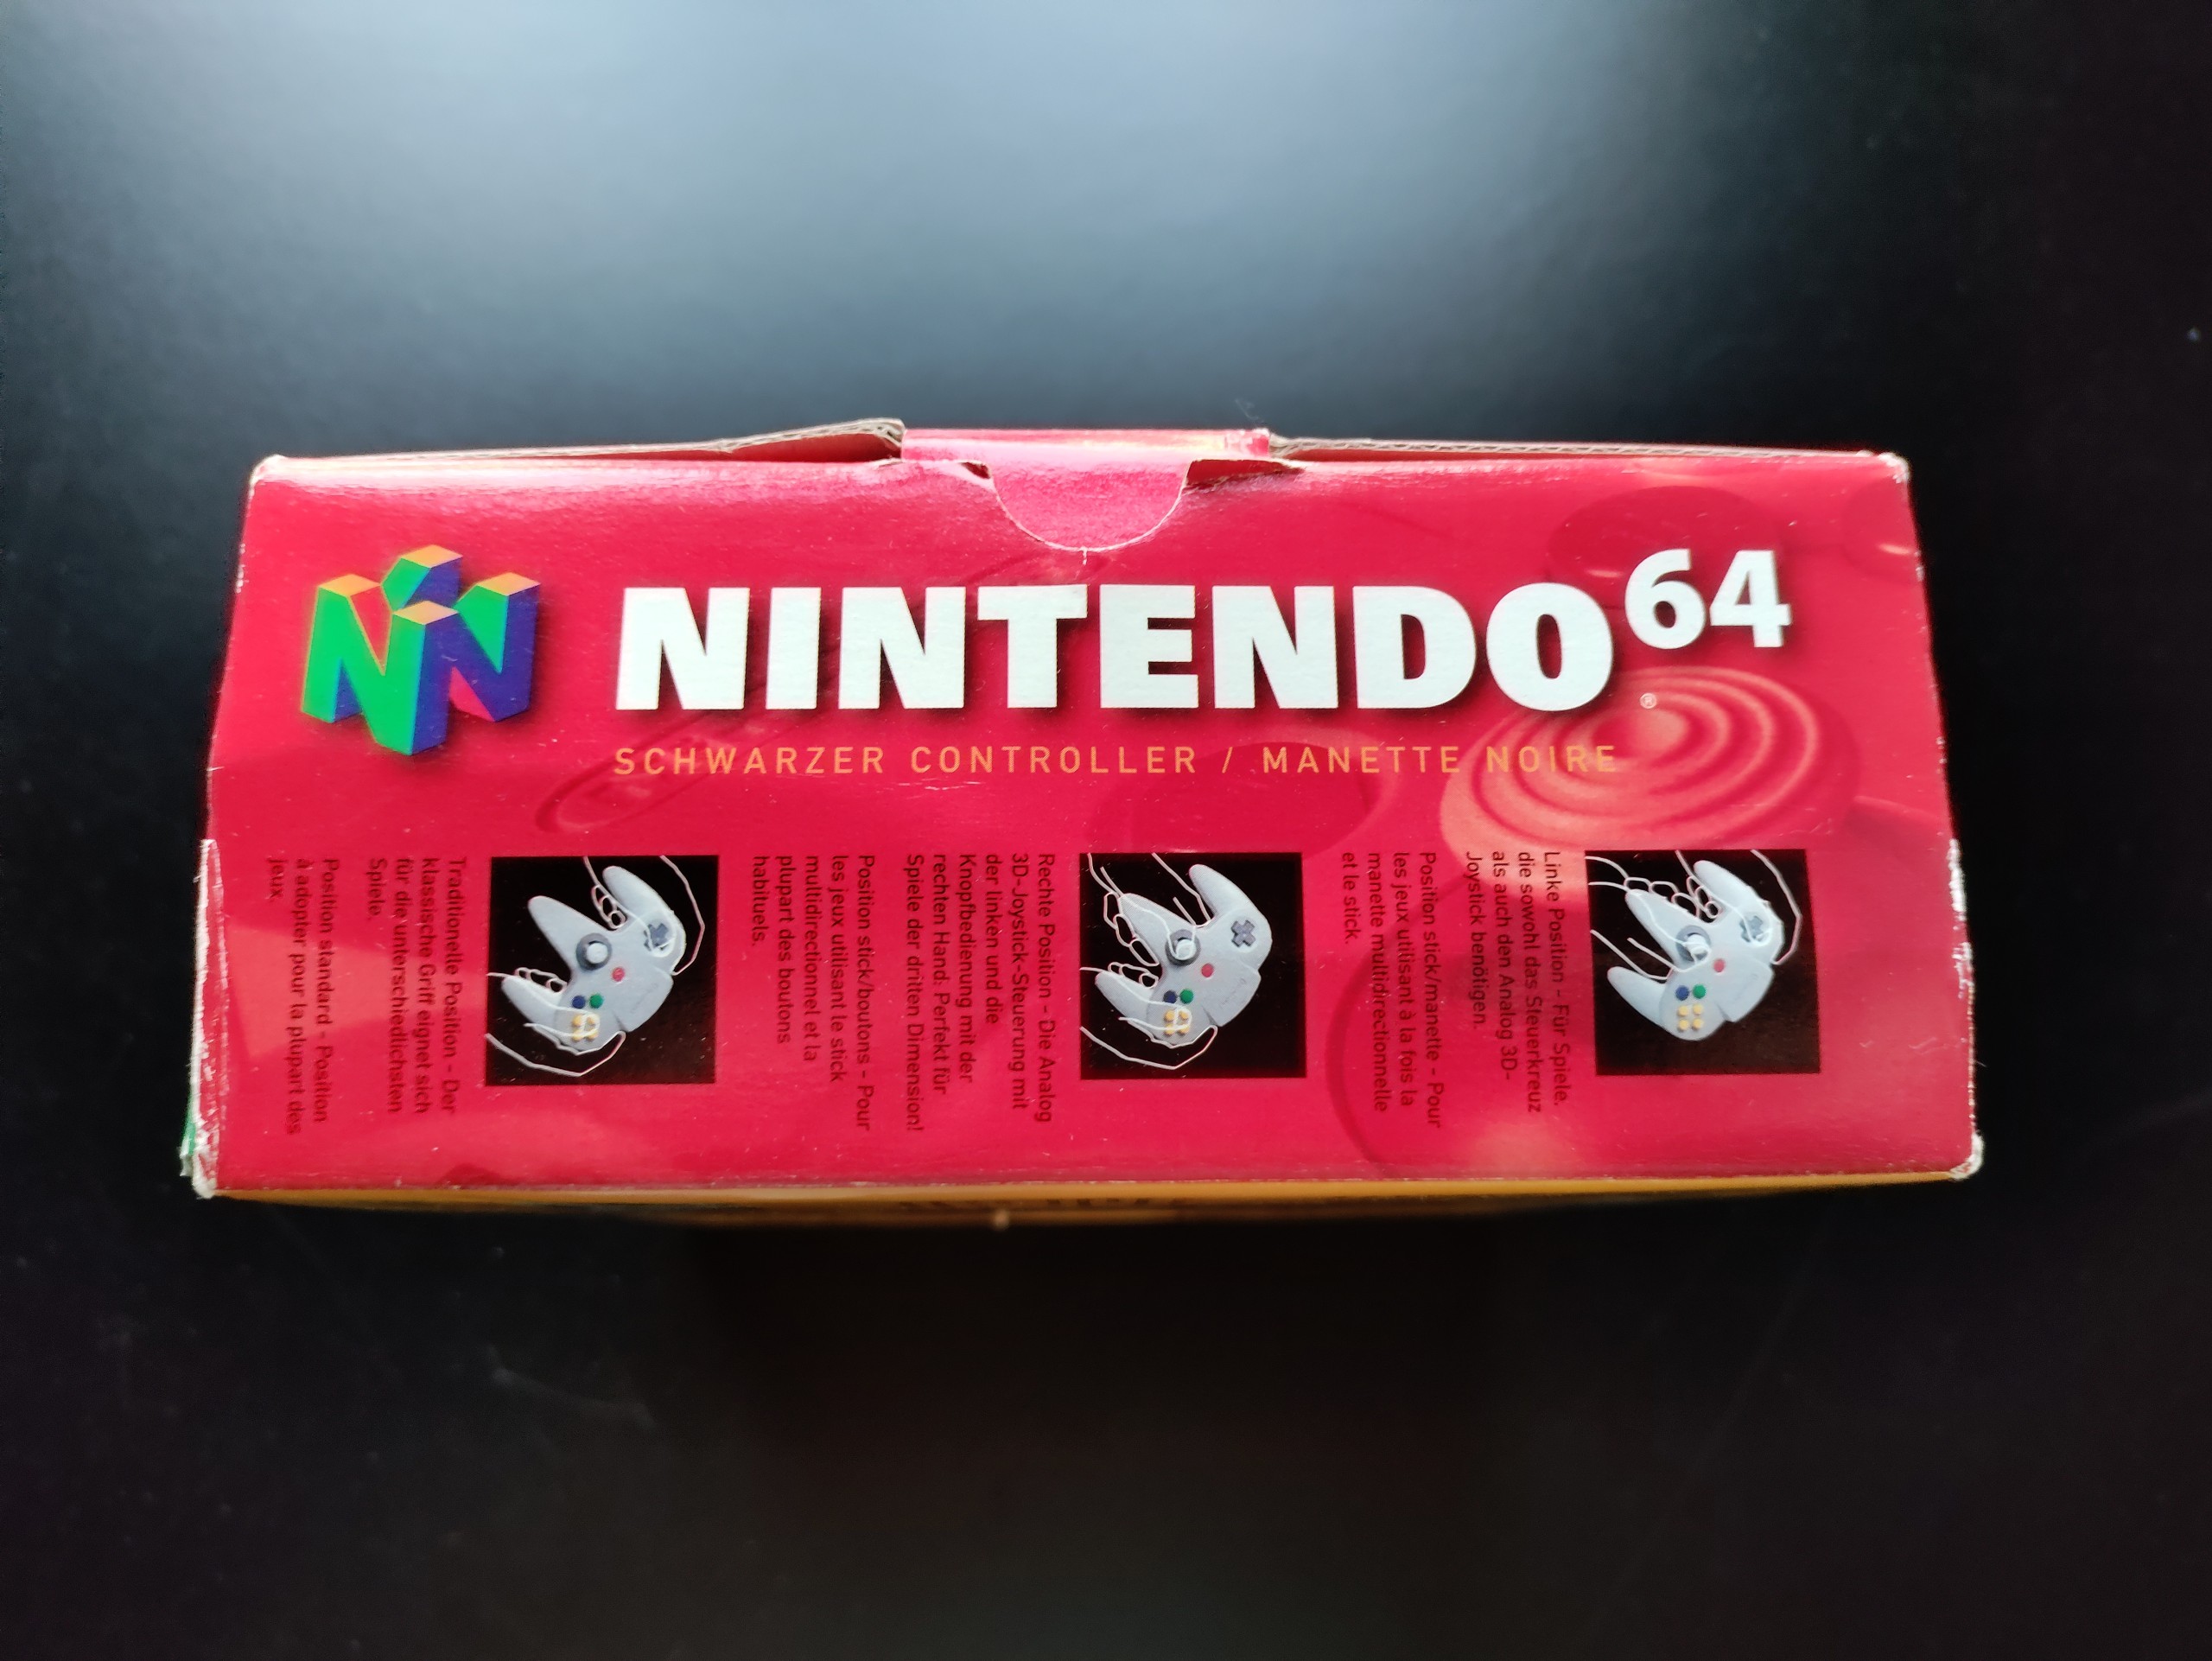 NINTENDO64
®
SCHWARZER CONTROLLER / MANETTE NOIRE
Linke Position - Für Spiele,
die sowohl das Steuerkreuz
als auch den Analog 3D-
Joystick benötigen.
Position stick/manette - Pour
les jeux utilisant à la fois la
manette multidirectionnelle
et le stick.
Rechte Position - Die Analog
3D-Joystick-Steuerung mit
der linken und die
Knopfbedienung mit der
rechten Hand: Perfekt für
Spiele der dritten Dimension!
Position stick/boutons - Pour
les jeux utilisant le stick
multidirectionnel et la
plupart des boutons
habituels.
Traditionelle Position - Der
klassische Griff eignet sich
für die unterschiedlichsten
Spiele.
Position standard - Position
à adopter pour la plupart des
jeux.